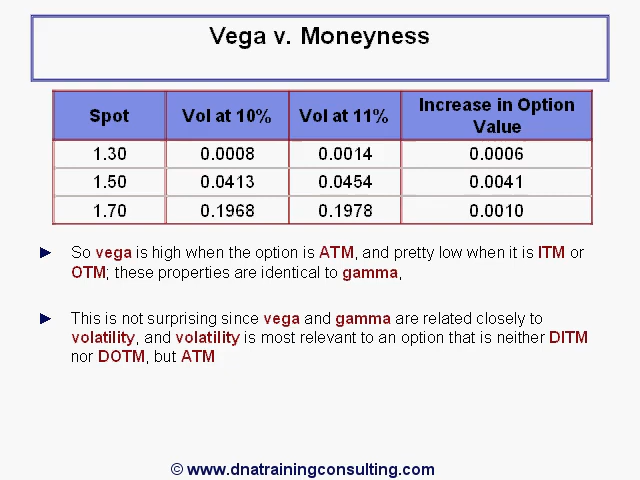 Vega v. Moneyness
Spot Vol at 10% Vol at 11% Increase in Option Value
1.30 0.0008 0.0014 0.0006
1.50 0.0413 0.0454 0.0041
1.70 0.1968 0.1978 0.0010
► So vega is high when the option is ATM, and pretty low when it is ITM or
OTM; these properties are identical to gamma,
► This is not surprising since vega and gamma are related closely to
volatility, and volatility is most relevant to an option that is neither DITM
nor DOTM, but ATM
© www.dnatrainingconsulting.com